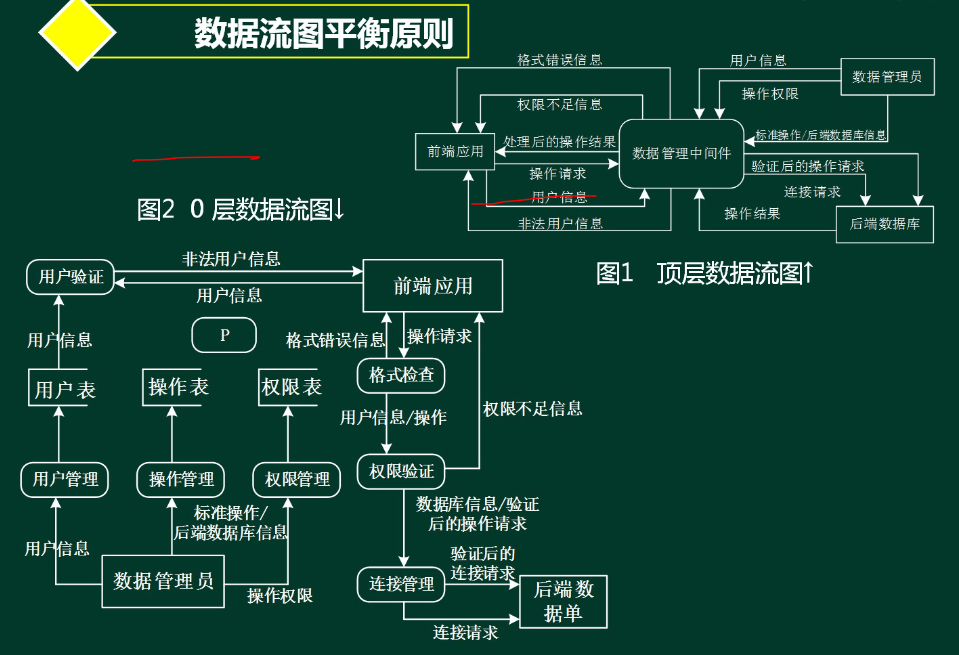 数据流图平衡原则
格式错误信息
用户信息
数据管理员
操作权限
权限不足信息
标准操作/后端数据库信息
处理后的操作结果
前端应用
数据管理中间件
验证后的操作请求
操作请求
连接请求
用户信息
操作结果
非法用户信息
后端数据库
图2 0 层数据流图↓
图1 顶层数据流图↑
非法用户信息
用户验证
前端应用
用户信息
P
用户信息
格式错误信息
操作请求
格式检查
用户表
操作表
权限表
用户信息/操作
权限不足信息
用户管理
操作管理
权限管理
权限验证
标准操作/
后端数据库信息
数据库信息/验证
后的操作请求
用户信息
验证后的
连接请求
数据管理员
连接管理
后端数
据单
操作权限
连接请求